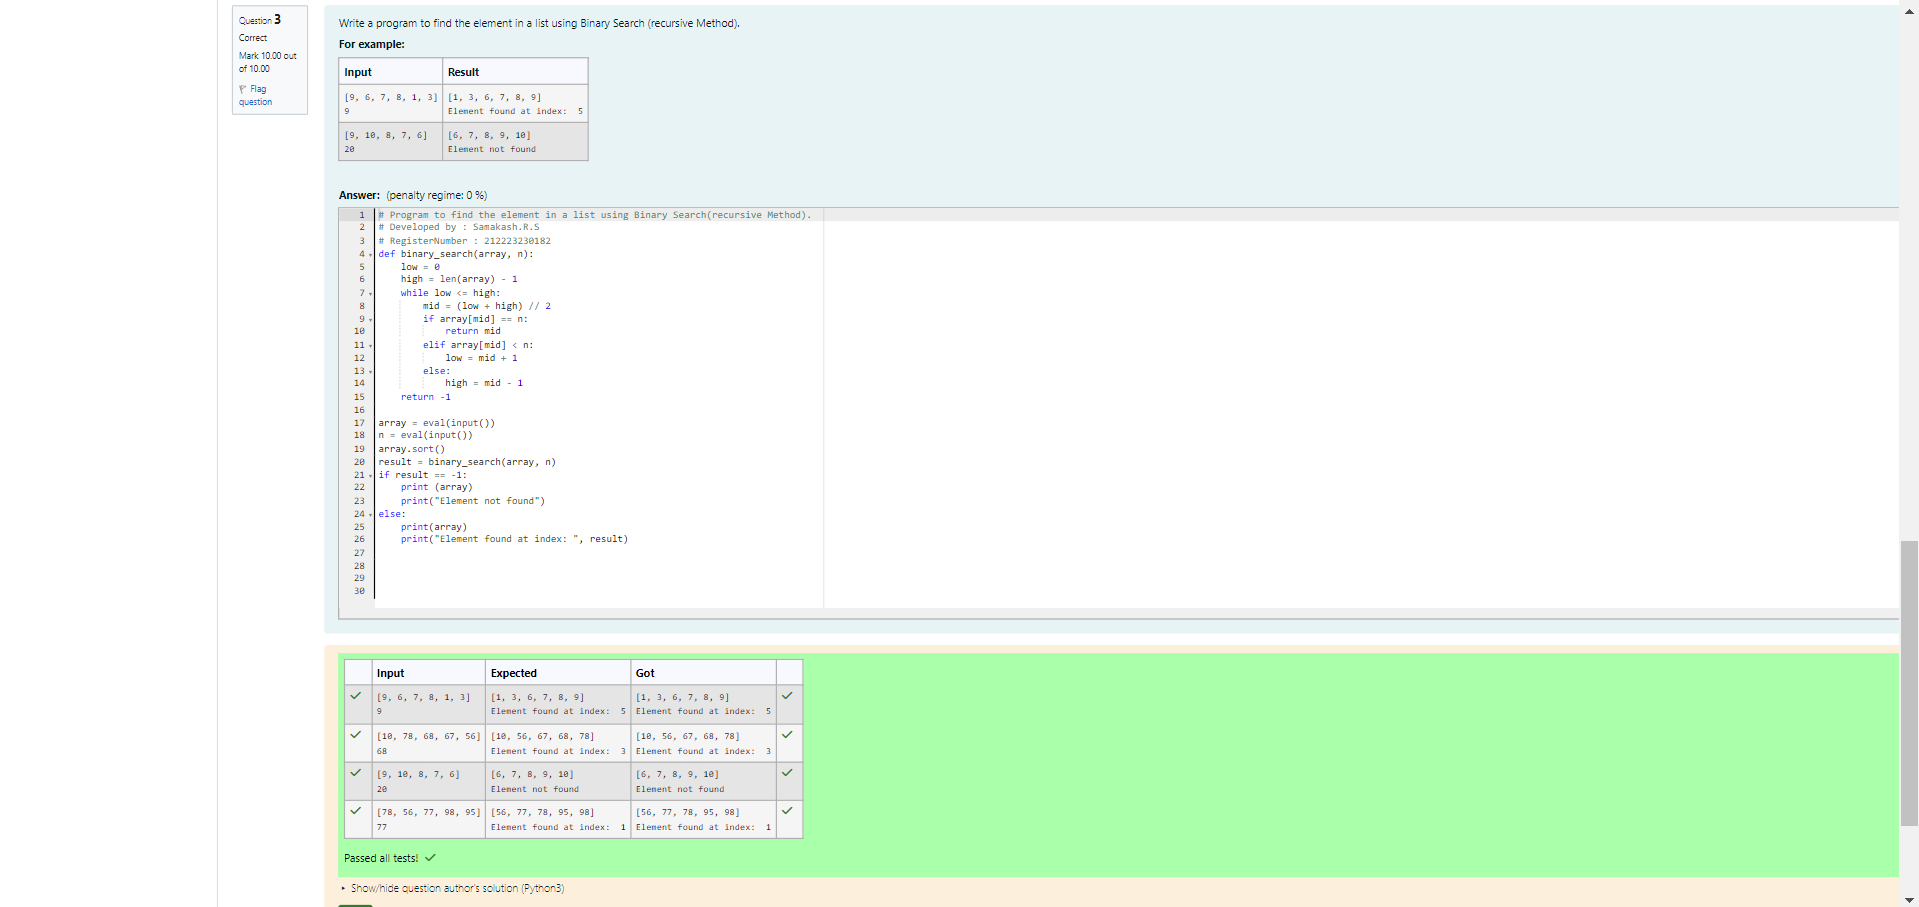 Question 3
Correct
Mark 10.00 out
of 10.00
Flag
question
Write a program to find the element in a list using Binary Search (recursive Method).
For example:
Input Result
[9, 6, 7, 8, 1, 3] [1, 3, 6, 7, 8, 9]
9 Element found at index:  5
[9, 10, 8, 7, 6] [6, 7, 8, 9, 10]
20 Element not found
Answer: (penalty regime: 0 %)
1 # Program to find the element in a list using Binary Search(recursive Method).
2 # Developed by : Samakash.R.S
3 # RegisterNumber : 212223230182
4 def binary_search(array, n):
5     low = 0
6     high = len(array) - 1
7     while low <= high:
8         mid = (low + high) // 2
9         if array[mid] == n:
10             return mid
11         elif array[mid] < n:
12             low = mid + 1
13         else:
14             high = mid - 1
15     return -1
16
17 array = eval(input())
18 n = eval(input())
19 array.sort()
20 result = binary_search(array, n)
21 if result == -1:
22     print (array)
23     print("Element not found")
24 else:
25     print(array)
26     print("Element found at index: ", result)
27
28
29
30
Input Expected Got
[9, 6, 7, 8, 1, 3] [1, 3, 6, 7, 8, 9] [1, 3, 6, 7, 8, 9]
9 Element found at index:  5 Element found at index:  5
[10, 78, 68, 67, 56] [10, 56, 67, 68, 78] [10, 56, 67, 68, 78]
68 Element found at index:  3 Element found at index:  3
[9, 10, 8, 7, 6] [6, 7, 8, 9, 10] [6, 7, 8, 9, 10]
20 Element not found Element not found
[78, 56, 77, 98, 95] [56, 77, 78, 95, 98] [56, 77, 78, 95, 98]
77 Element found at index:  1 Element found at index:  1
Passed all tests!
Show/hide question author's solution (Python3)